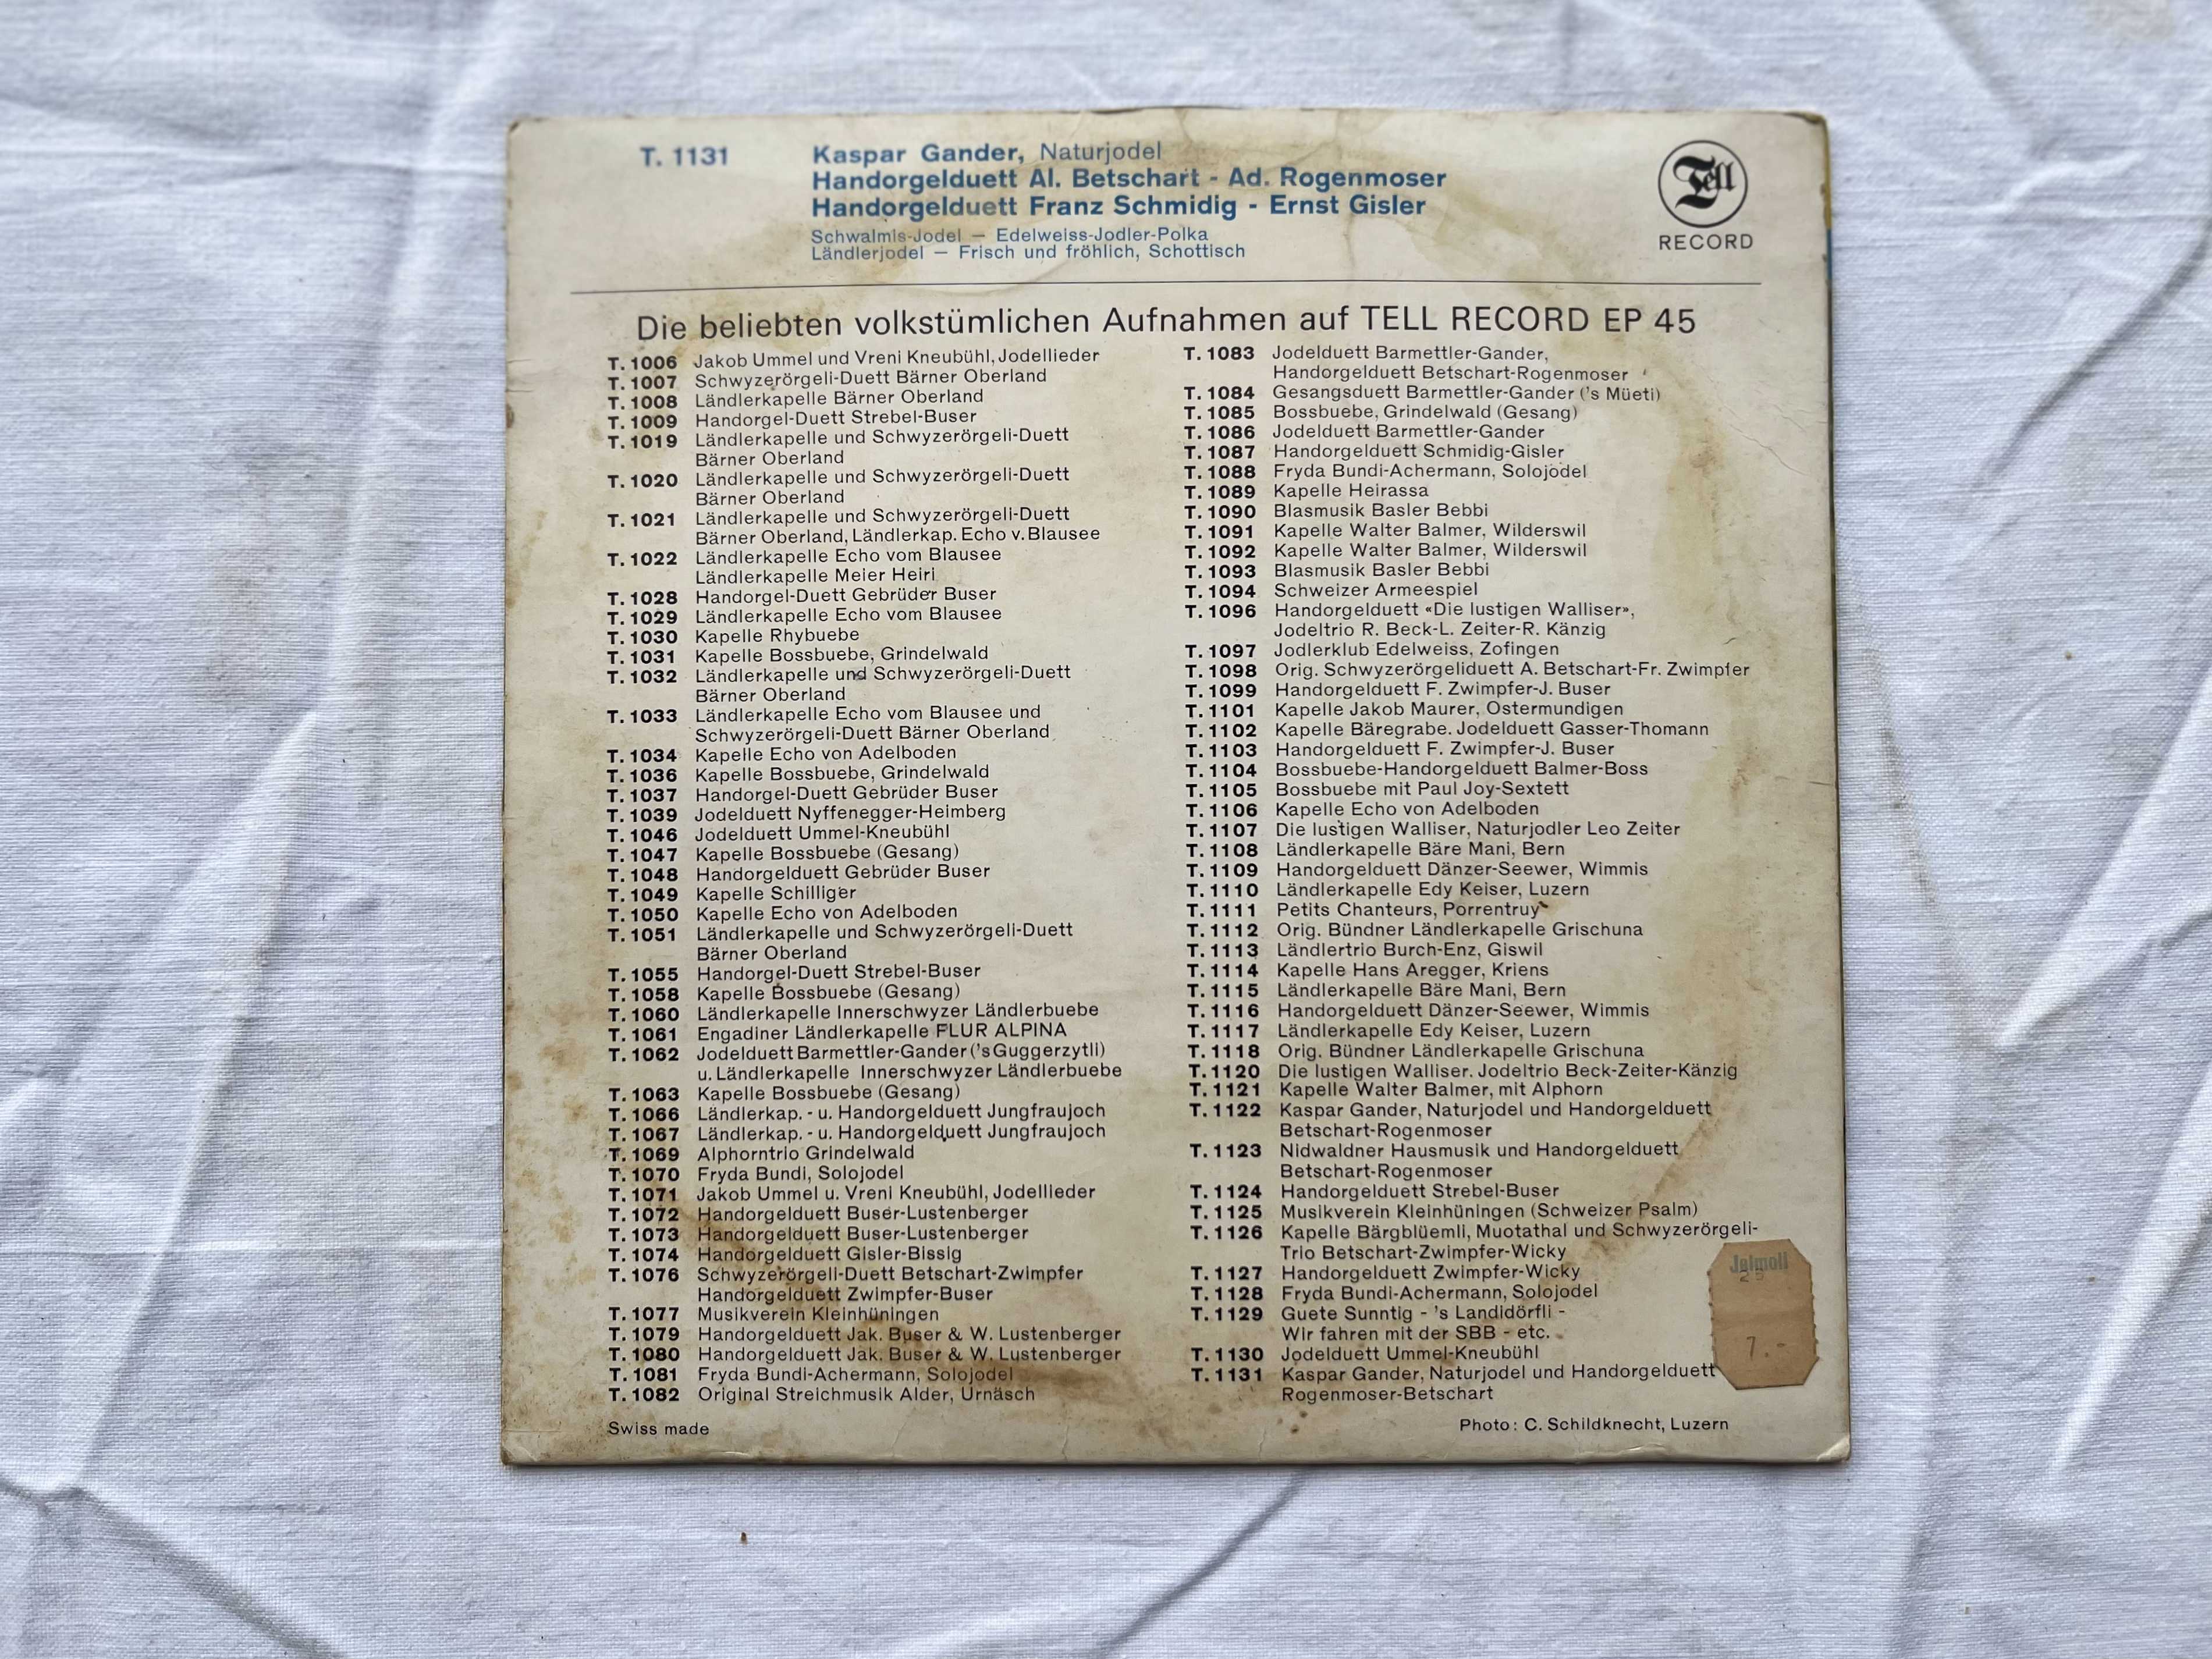 T. 1131
Kaspar Gander, Naturjodel
Handorgelduett Al. Betschart - Ad. Rogenmoser
Handorgelduett Franz Schmidig - Ernst Gisler
Schwalmis-Jodel — Edelweiss-Jodler-Polka
Ländlerjodel — Frisch und fröhlich, Schottisch
Tell
RECORD
Die beliebten volkstümlichen Aufnahmen auf TELL RECORD EP 45
T. 1006 Jakob Ummel und Vreni Kneubühl, Jodellieder
T. 1007 Schwyzerörgeli-Duett Bärner Oberland
T. 1008 Ländlerkapelle Bärner Oberland
T. 1009 Handorgel-Duett Strebel-Buser
T. 1019 Ländlerkapelle und Schwyzerörgeli-Duett
Bärner Oberland
T. 1020 Ländlerkapelle und Schwyzerörgeli-Duett
Bärner Oberland
T. 1021 Ländlerkapelle und Schwyzerörgeli-Duett
Bärner Oberland, Ländlerkap. Echo v. Blausee
T. 1022 Ländlerkapelle Echo vom Blausee
Ländlerkapelle Meier Heiri
T. 1028 Handorgel-Duett Gebrüder Buser
T. 1029 Ländlerkapelle Echo vom Blausee
T. 1030 Kapelle Rhybuebe
T. 1031 Kapelle Bossbuebe, Grindelwald
T. 1032 Ländlerkapelle und Schwyzerörgeli-Duett
Bärner Oberland
T. 1033 Ländlerkapelle Echo vom Blausee und
Schwyzerörgeli-Duett Bärner Oberland
T. 1034 Kapelle Echo von Adelboden
T. 1036 Kapelle Bossbuebe, Grindelwald
T. 1037 Handorgel-Duett Gebrüder Buser
T. 1039 Jodelduett Nyffenegger-Heimberg
T. 1046 Jodelduett Ummel-Kneubühl
T. 1047 Kapelle Bossbuebe (Gesang)
T. 1048 Handorgelduett Gebrüder Buser
T. 1049 Kapelle Schilliger
T. 1050 Kapelle Echo von Adelboden
T. 1051 Ländlerkapelle und Schwyzerörgeli-Duett
Bärner Oberland
T. 1055 Handorgel-Duett Strebel-Buser
T. 1058 Kapelle Bossbuebe (Gesang)
T. 1060 Ländlerkapelle Innerschwyzer Ländlerbuebe
T. 1061 Engadiner Ländlerkapelle FLUR ALPINA
T. 1062 Jodelduett Barmettler-Gander ('s Guggerzytli)
u. Ländlerkapelle Innerschwyzer Ländlerbuebe
T. 1063 Kapelle Bossbuebe (Gesang)
T. 1066 Ländlerkap. - u. Handorgelduett Jungfraujoch
T. 1067 Ländlerkap. - u. Handorgelduett Jungfraujoch
T. 1069 Alphorntrio Grindelwald
T. 1070 Fryda Bundi, Solojodel
T. 1071 Jakob Ummel u. Vreni Kneubühl, Jodellieder
T. 1072 Handorgelduett Buser-Lustenberger
T. 1073 Handorgelduett Buser-Lustenberger
T. 1074 Handorgelduett Gisler-Bissig
T. 1076 Schwyzerörgeli-Duett Betschart-Zwimpfer
Handorgelduett Zwimpfer-Buser
T. 1077 Musikverein Kleinhüningen
T. 1079 Handorgelduett Jak. Buser & W. Lustenberger
T. 1080 Handorgelduett Jak. Buser & W. Lustenberger
T. 1081 Fryda Bundi-Achermann, Solojodel
T. 1082 Original Streichmusik Alder, Urnäsch
T. 1083 Jodelduett Barmettler-Gander,
Handorgelduett Betschart-Rogenmoser
T. 1084 Gesangsduett Barmettler-Gander ('s Müeti)
T. 1085 Bossbuebe, Grindelwald (Gesang)
T. 1086 Jodelduett Barmettler-Gander
T. 1087 Handorgelduett Schmidig-Gisler
T. 1088 Fryda Bundi-Achermann, Solojodel
T. 1089 Kapelle Heirassa
T. 1090 Blasmusik Basler Bebbi
T. 1091 Kapelle Walter Balmer, Wilderswil
T. 1092 Kapelle Walter Balmer, Wilderswil
T. 1093 Blasmusik Basler Bebbi
T. 1094 Schweizer Armeespiel
T. 1096 Handorgelduett «Die lustigen Walliser»,
Jodeltrio R. Beck-L. Zeiter-R. Känzig
T. 1097 Jodlerklub Edelweiss, Zofingen
T. 1098 Orig. Schwyzerörgeliduett A. Betschart-Fr. Zwimpfer
T. 1099 Handorgelduett F. Zwimpfer-J. Buser
T. 1101 Kapelle Jakob Maurer, Ostermundigen
T. 1102 Kapelle Bäregrabe. Jodelduett Gasser-Thomann
T. 1103 Handorgelduett F. Zwimpfer-J. Buser
T. 1104 Bossbuebe-Handorgelduett Balmer-Boss
T. 1105 Bossbuebe mit Paul Joy-Sextett
T. 1106 Kapelle Echo von Adelboden
T. 1107 Die lustigen Walliser, Naturjodler Leo Zeiter
T. 1108 Ländlerkapelle Bäre Mani, Bern
T. 1109 Handorgelduett Dänzer-Seewer, Wimmis
T. 1110 Ländlerkapelle Edy Keiser, Luzern
T. 1111 Petits Chanteurs, Porrentruy
T. 1112 Orig. Bündner Ländlerkapelle Grischuna
T. 1113 Ländlertrio Burch-Enz, Giswil
T. 1114 Kapelle Hans Aregger, Kriens
T. 1115 Ländlerkapelle Bäre Mani, Bern
T. 1116 Handorgelduett Dänzer-Seewer, Wimmis
T. 1117 Ländlerkapelle Edy Keiser, Luzern
T. 1118 Orig. Bündner Ländlerkapelle Grischuna
T. 1120 Die lustigen Walliser. Jodeltrio Beck-Zeiter-Känzig
T. 1121 Kapelle Walter Balmer, mit Alphorn
T. 1122 Kaspar Gander, Naturjodel und Handorgelduett
Betschart-Rogenmoser
T. 1123 Nidwaldner Hausmusik und Handorgelduett
Betschart-Rogenmoser
T. 1124 Handorgelduett Strebel-Buser
T. 1125 Musikverein Kleinhüningen (Schweizer Psalm)
T. 1126 Kapelle Bärgblüemli, Muotathal und Schwyzerörgeli-
Trio Betschart-Zwimpfer-Wicky
T. 1127 Handorgelduett Zwimpfer-Wicky
T. 1128 Fryda Bundi-Achermann, Solojodel
T. 1129 Guete Sunntig - 's Landidörfli -
Wir fahren mit der SBB - etc.
T. 1130 Jodelduett Ummel-Kneubühl
T. 1131 Kaspar Gander, Naturjodel und Handorgelduett
Rogenmoser-Betschart
Jelmoli
7.-
Swiss made
Photo: C. Schildknecht, Luzern